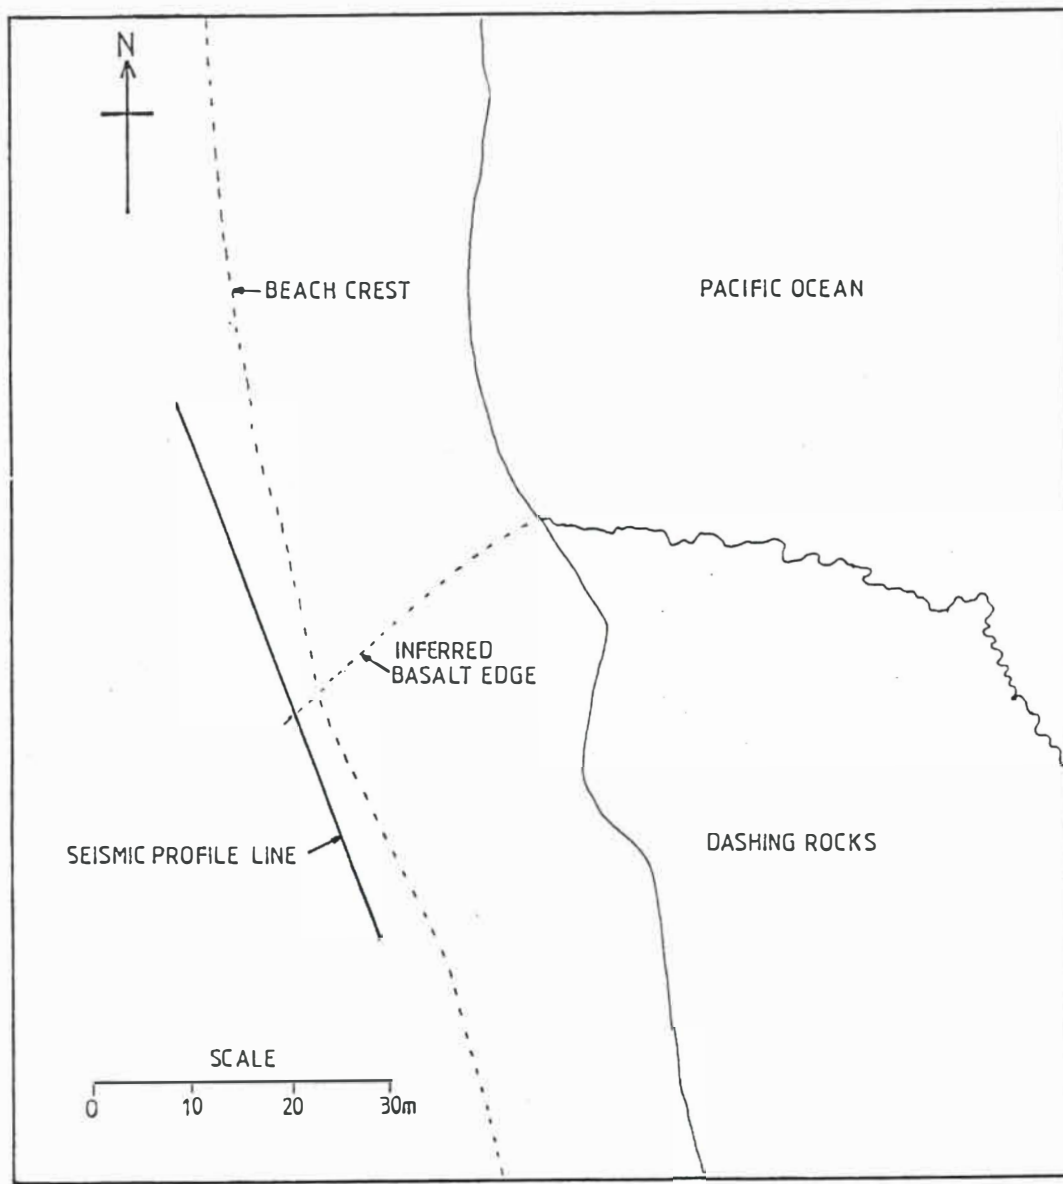 N
BEACH CREST
PACIFIC OCEAN
INFERRED
BASALT EDGE
SEISMIC PROFILE LINE
DASHING ROCKS
SCALE
0 10 20 30m